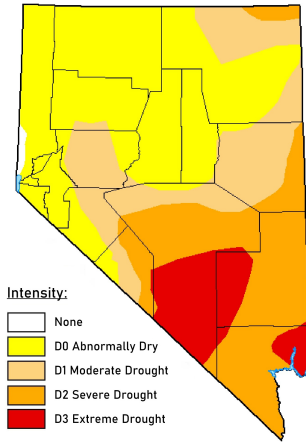 Intensity:
None
D0 Abnormally Dry
D1 Moderate Drought
D2 Severe Drought
D3 Extreme Drought